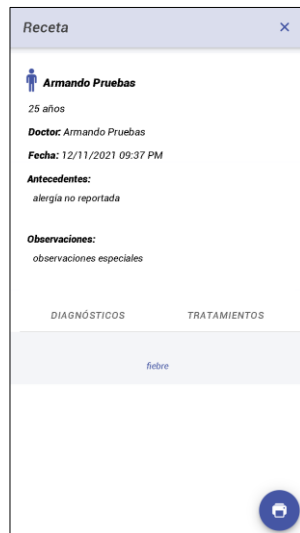 Receta
Armando Pruebas
25 años
Doctor: Armando Pruebas
Fecha: 12/11/2021 09:37 PM
Antecedentes:
alergia no reportada
Observaciones:
observaciones especiales
DIAGNÓSTICOS TRATAMIENTOS
fiebre